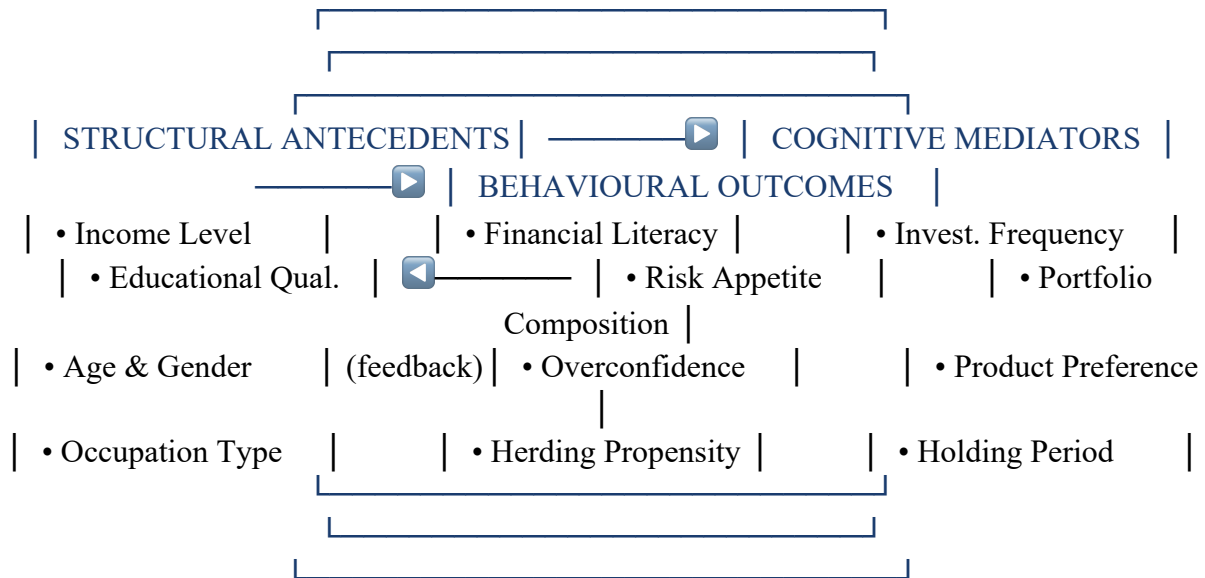 STRUCTURAL ANTECEDENTS COGNITIVE MEDIATORS
BEHAVIOURAL OUTCOMES
• Income Level • Financial Literacy • Invest. Frequency
• Educational Qual. • Risk Appetite • Portfolio
Composition
• Age & Gender (feedback) • Overconfidence • Product Preference
• Occupation Type • Herding Propensity • Holding Period